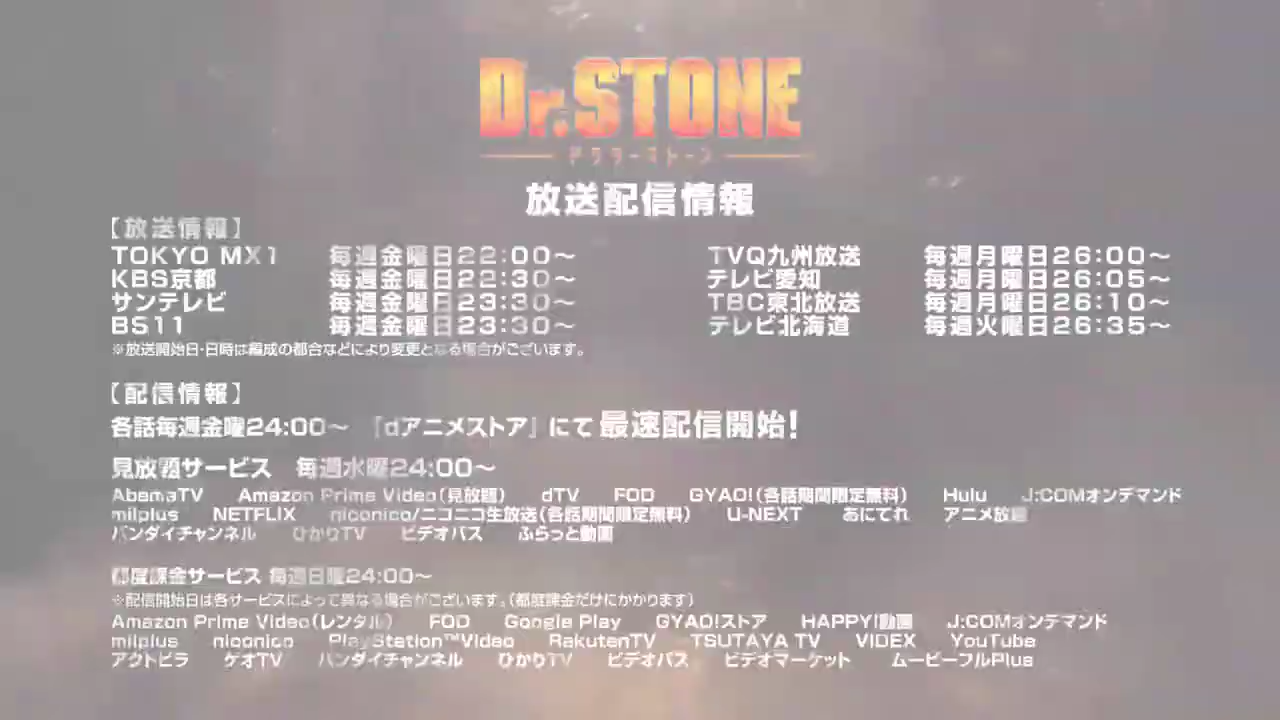 Dr.STONE
ドクターストーン
放送配信情報
【放送情報】
TOKYO MX1 毎週金曜日22:00～ TVQ九州放送 毎週月曜日26:00～
KBS京都 毎週金曜日22:30～ テレビ愛知 毎週月曜日26:05～
サンテレビ 毎週金曜日23:30～ TBC東北放送 毎週月曜日26:10～
BS11 毎週金曜日23:30～ テレビ北海道 毎週火曜日26:35～
※放送開始日・日時は編成の都合などにより変更となる場合がございます。
【配信情報】
各話毎週金曜24:00～ 『dアニメストア』にて最速配信開始!
見放題サービス 毎週水曜24:00～
AbemaTV Amazon Prime Video(見放題) dTV FOD GYAO!(各話期間限定無料) Hulu J:COMオンデマンド
milplus NETFLIX niconico/ニコニコ生放送(各話期間限定無料) U-NEXT おにてれ アニメ放題
バンダイチャンネル ひかりTV ビデオパス ふらっと動画
都度課金サービス 毎週日曜24:00～
※配信開始日は各サービスによって異なる場合がございます。(都度課金だけにかかります)
Amazon Prime Video(レンタル) FOD Google Play GYAO!ストア HAPPY!動画 J:COMオンデマンド
milplus niconico PlayStation™Video RakutenTV TSUTAYA TV VIDEX YouTube
アクトビラ ゲオTV バンダイチャンネル ひかりTV ビデオパス ビデオマーケット ムービーフルPlus